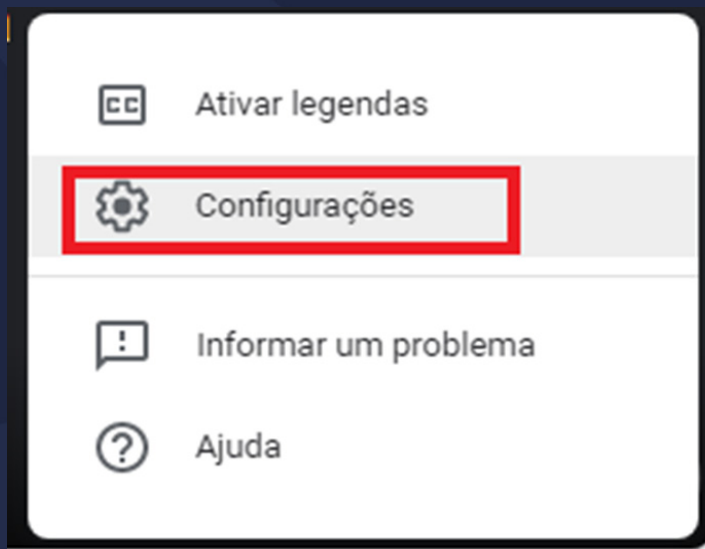 CC Ativar legendas
Configurações
Informar um problema
Ajuda